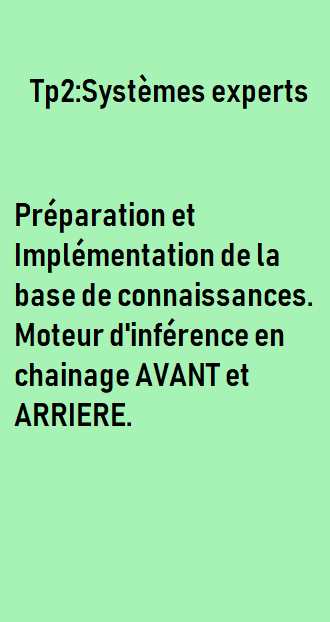 Tp2:Systèmes experts
Préparation et
Implémentation de la
base de connaissances.
Moteur d'inférence en
chainage AVANT et
ARRIERE.